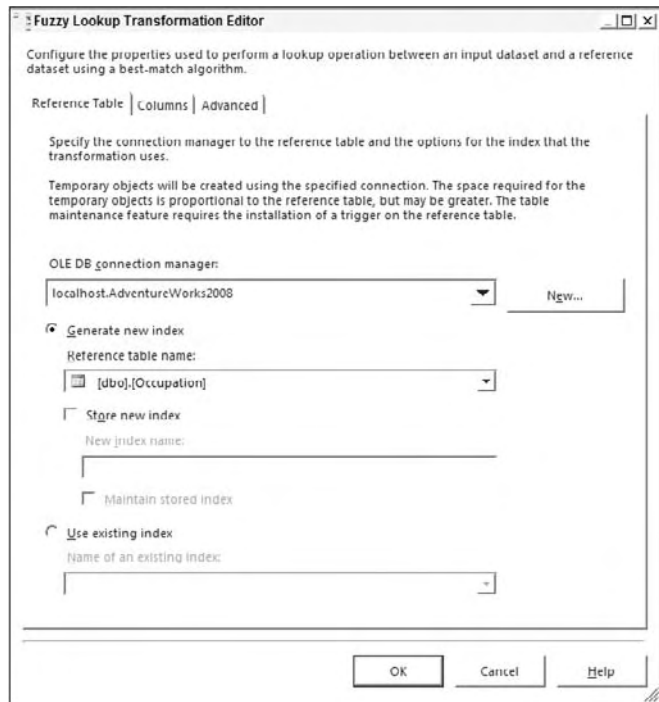 Fuzzy Lookup Transformation Editor
Configure the properties used to perform a lookup operation between an input dataset and a reference
dataset using a best-match algorithm.
Reference Table Columns Advanced
Specify the connection manager to the reference table and the options for the index that the
transformation uses.
Temporary objects will be created using the specified connection. The space required for the
temporary objects is proportional to the reference table, but may be greater. The table
maintenance feature requires the installation of a trigger on the reference table.
OLE DB connection manager:
localhost.AdventureWorks2008
New...
Generate new index
Reference table name:
[dbo].[Occupation]
Store new index
New index name:
Maintain stored index
Use existing index
Name of an existing index:
OK Cancel Help